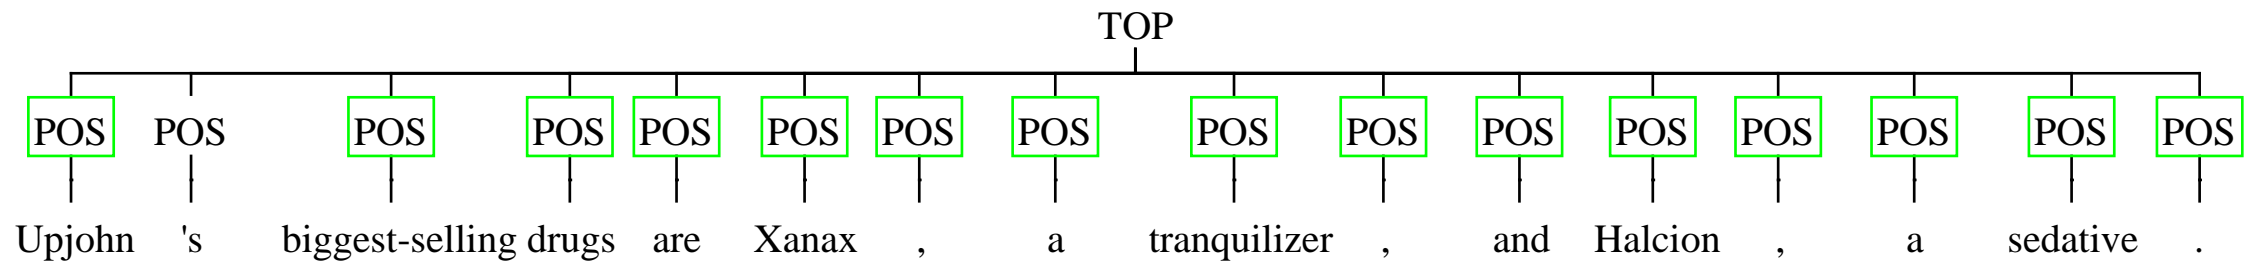 TOP
POS POS POS POS POS POS POS POS POS POS POS POS POS POS POS POS
Upjohn 's biggest-selling drugs are Xanax , a tranquilizer , and Halcion , a sedative .